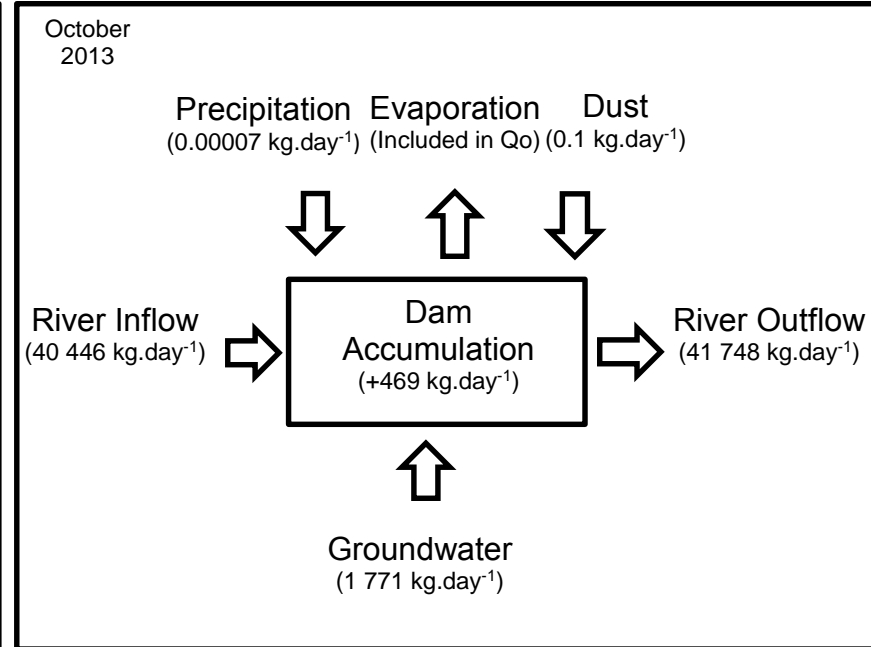 October
2013
Precipitation
(0.00007 kg.day⁻¹)
Evaporation
(Included in Qo)
Dust
(0.1 kg.day⁻¹)
River Inflow
(40 446 kg.day⁻¹)
Dam
Accumulation
(+469 kg.day⁻¹)
River Outflow
(41 748 kg.day⁻¹)
Groundwater
(1 771 kg.day⁻¹)